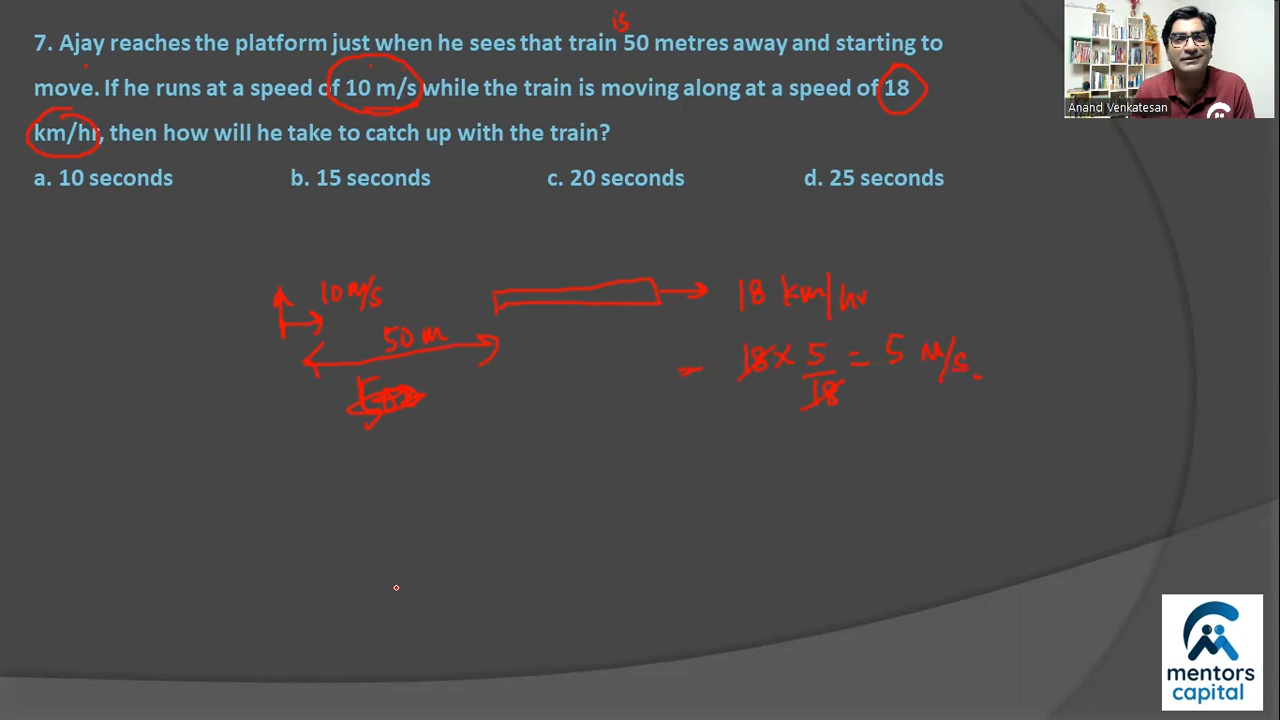 is
7. Ajay reaches the platform just when he sees that train 50 metres away and starting to
move. If he runs at a speed of 10 m/s while the train is moving along at a speed of 18
km/hr, then how will he take to catch up with the train?
a. 10 seconds b. 15 seconds c. 20 seconds d. 25 seconds
Anand Venkatesan
10 m/s
18 km/hr
50 m
= 18 × 5/18 = 5 m/s.
mentors
capital